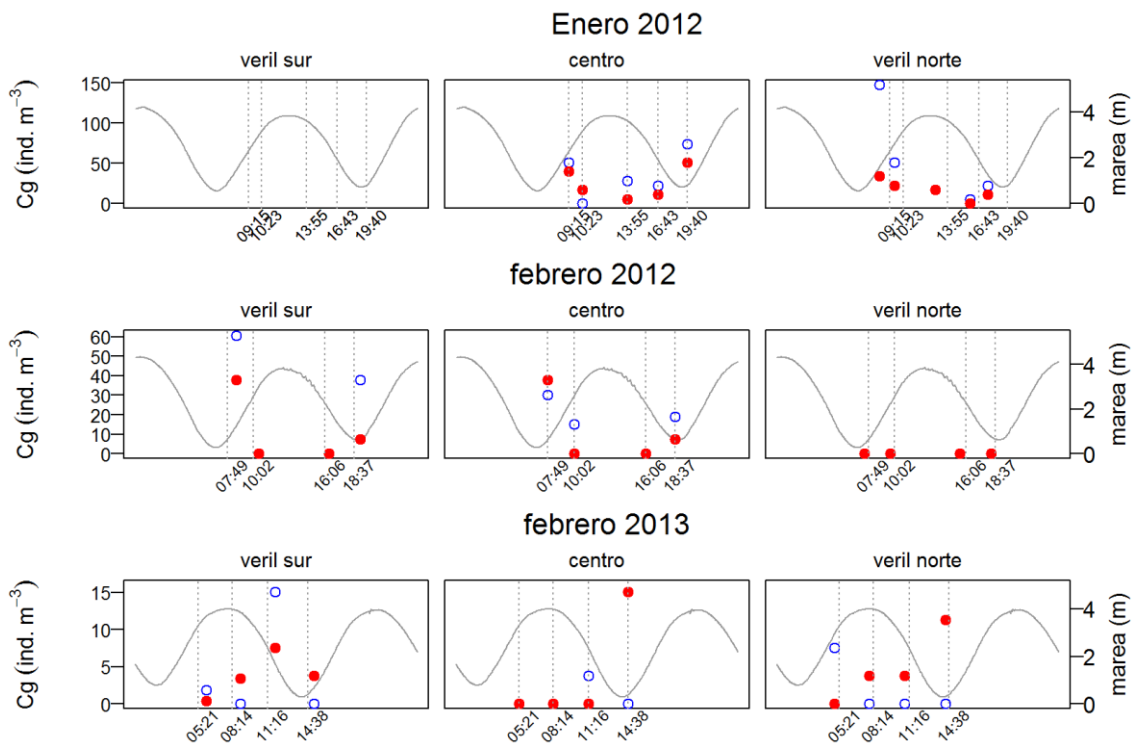 Enero 2012
veril sur centro veril norte
Cg (ind. m⁻³)
150
100
50
0
marea (m)
4
2
0
09:15 10:23 13:55 16:43 19:40
09:15 10:23 13:55 16:43 19:40
09:15 10:23 13:55 16:43 19:40
febrero 2012
veril sur centro veril norte
Cg (ind. m⁻³)
60
50
40
30
20
10
0
marea (m)
4
2
0
07:49 10:02 16:06 18:37
07:49 10:02 16:06 18:37
07:49 10:02 16:06 18:37
febrero 2013
veril sur centro veril norte
Cg (ind. m⁻³)
15
10
5
0
marea (m)
4
2
0
05:21 08:14 11:16 14:38
05:21 08:14 11:16 14:38
05:21 08:14 11:16 14:38